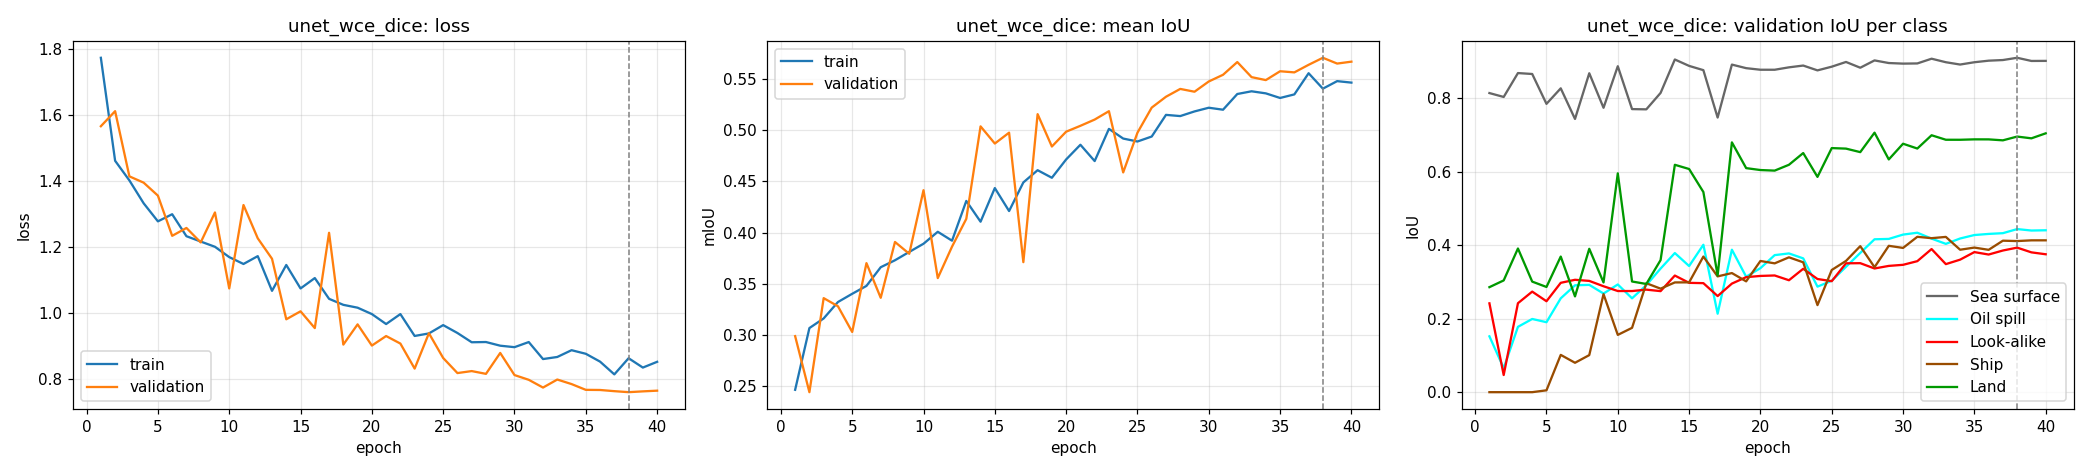 unet_wce_dice: loss
1.8
1.6
1.4
1.2
1.0
0.8
loss
train
validation
0 5 10 15 20 25 30 35 40
epoch
unet_wce_dice: mean IoU
train
validation
0.55
0.50
0.45
0.40
0.35
0.30
0.25
mIoU
0 5 10 15 20 25 30 35 40
epoch
unet_wce_dice: validation IoU per class
0.8
0.6
0.4
0.2
0.0
IoU
Sea surface
Oil spill
Look-alike
Ship
Land
0 5 10 15 20 25 30 35 40
epoch